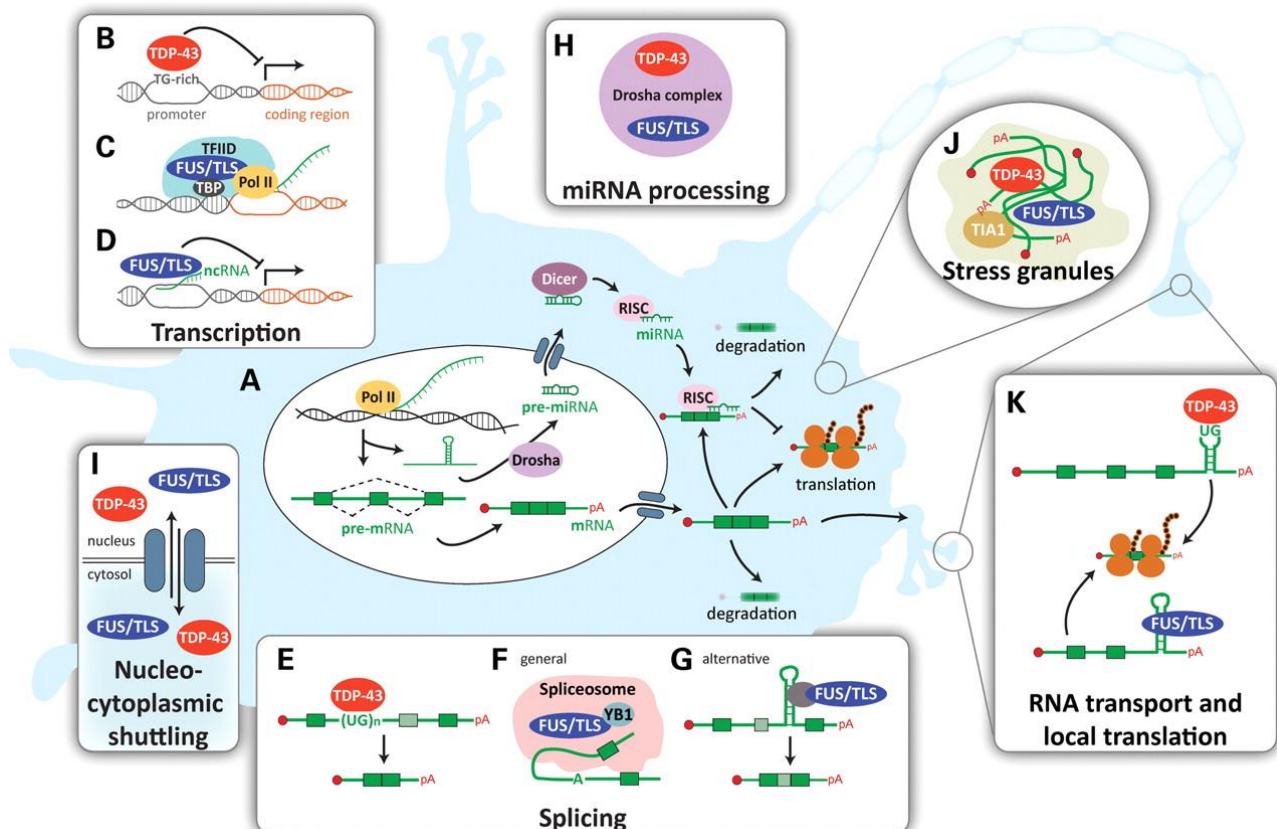 B
TDP-43
TG-rich
promoter
coding region
C
TFIID
FUS/TLS
TBP
Pol II
D
FUS/TLS
ncRNA
Transcription
H
TDP-43
Drosha complex
FUS/TLS
miRNA processing
J
pA
TDP-43
pA
FUS/TLS
TIA1
pA
Stress granules
A
Pol II
pre-miRNA
Drosha
pre-mRNA
pA
mRNA
Dicer
RISC
miRNA
degradation
RISC
pA
pA
translation
pA
degradation
I
FUS/TLS
TDP-43
nucleus
cytosol
FUS/TLS
TDP-43
Nucleo-
cytoplasmic
shuttling
E
TDP-43
(UG)n
pA
pA
F
general
Spliceosome
YB1
FUS/TLS
A
G
alternative
FUS/TLS
pA
pA
Splicing
K
TDP-43
UG
pA
pA
FUS/TLS
pA
RNA transport and
local translation